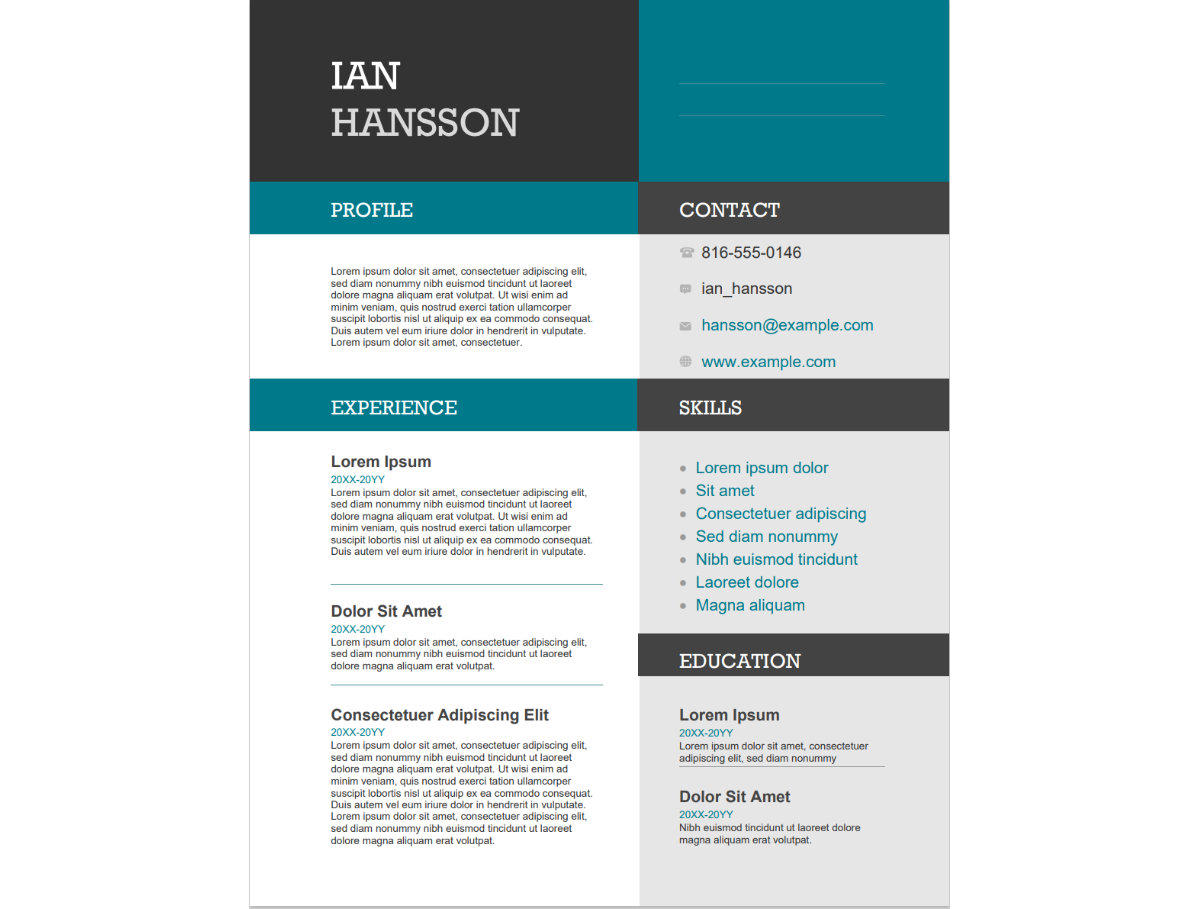 IAN
HANSSON
PROFILE
Lorem ipsum dolor sit amet, consectetuer adipiscing elit,
sed diam nonummy nibh euismod tincidunt ut laoreet
dolore magna aliquam erat volutpat. Ut wisi enim ad
minim veniam, quis nostrud exerci tation ullamcorper
suscipit lobortis nisl ut aliquip ex ea commodo consequat.
Duis autem vel eum iriure dolor in hendrerit in vulputate.
Lorem ipsum dolor sit amet, consectetuer.
EXPERIENCE
Lorem Ipsum
20XX-20YY
Lorem ipsum dolor sit amet, consectetuer adipiscing elit,
sed diam nonummy nibh euismod tincidunt ut laoreet
dolore magna aliquam erat volutpat. Ut wisi enim ad
minim veniam, quis nostrud exerci tation ullamcorper
suscipit lobortis nisl ut aliquip ex ea commodo consequat.
Duis autem vel eum iriure dolor in hendrerit in vulputate.
Dolor Sit Amet
20XX-20YY
Lorem ipsum dolor sit amet, consectetuer adipiscing elit,
sed diam nonummy nibh euismod tincidunt ut laoreet
dolore magna aliquam erat volutpat.
Consectetuer Adipiscing Elit
20XX-20YY
Lorem ipsum dolor sit amet, consectetuer adipiscing elit,
sed diam nonummy nibh euismod tincidunt ut laoreet
dolore magna aliquam erat volutpat. Ut wisi enim ad
minim veniam, quis nostrud exerci tation ullamcorper
suscipit lobortis nisl ut aliquip ex ea commodo consequat.
Duis autem vel eum iriure dolor in hendrerit in vulputate.
Lorem ipsum dolor sit amet, consectetuer adipiscing elit,
sed diam nonummy nibh euismod tincidunt ut laoreet
dolore magna aliquam erat volutpat.
CONTACT
816-555-0146
ian_hansson
hansson@example.com
www.example.com
SKILLS
Lorem ipsum dolor
Sit amet
Consectetuer adipiscing
Sed diam nonummy
Nibh euismod tincidunt
Laoreet dolore
Magna aliquam
EDUCATION
Lorem Ipsum
20XX-20YY
Lorem ipsum dolor sit amet, consectetuer
adipiscing elit, sed diam nonummy
Dolor Sit Amet
20XX-20YY
Nibh euismod tincidunt ut laoreet dolore
magna aliquam erat volutpat.